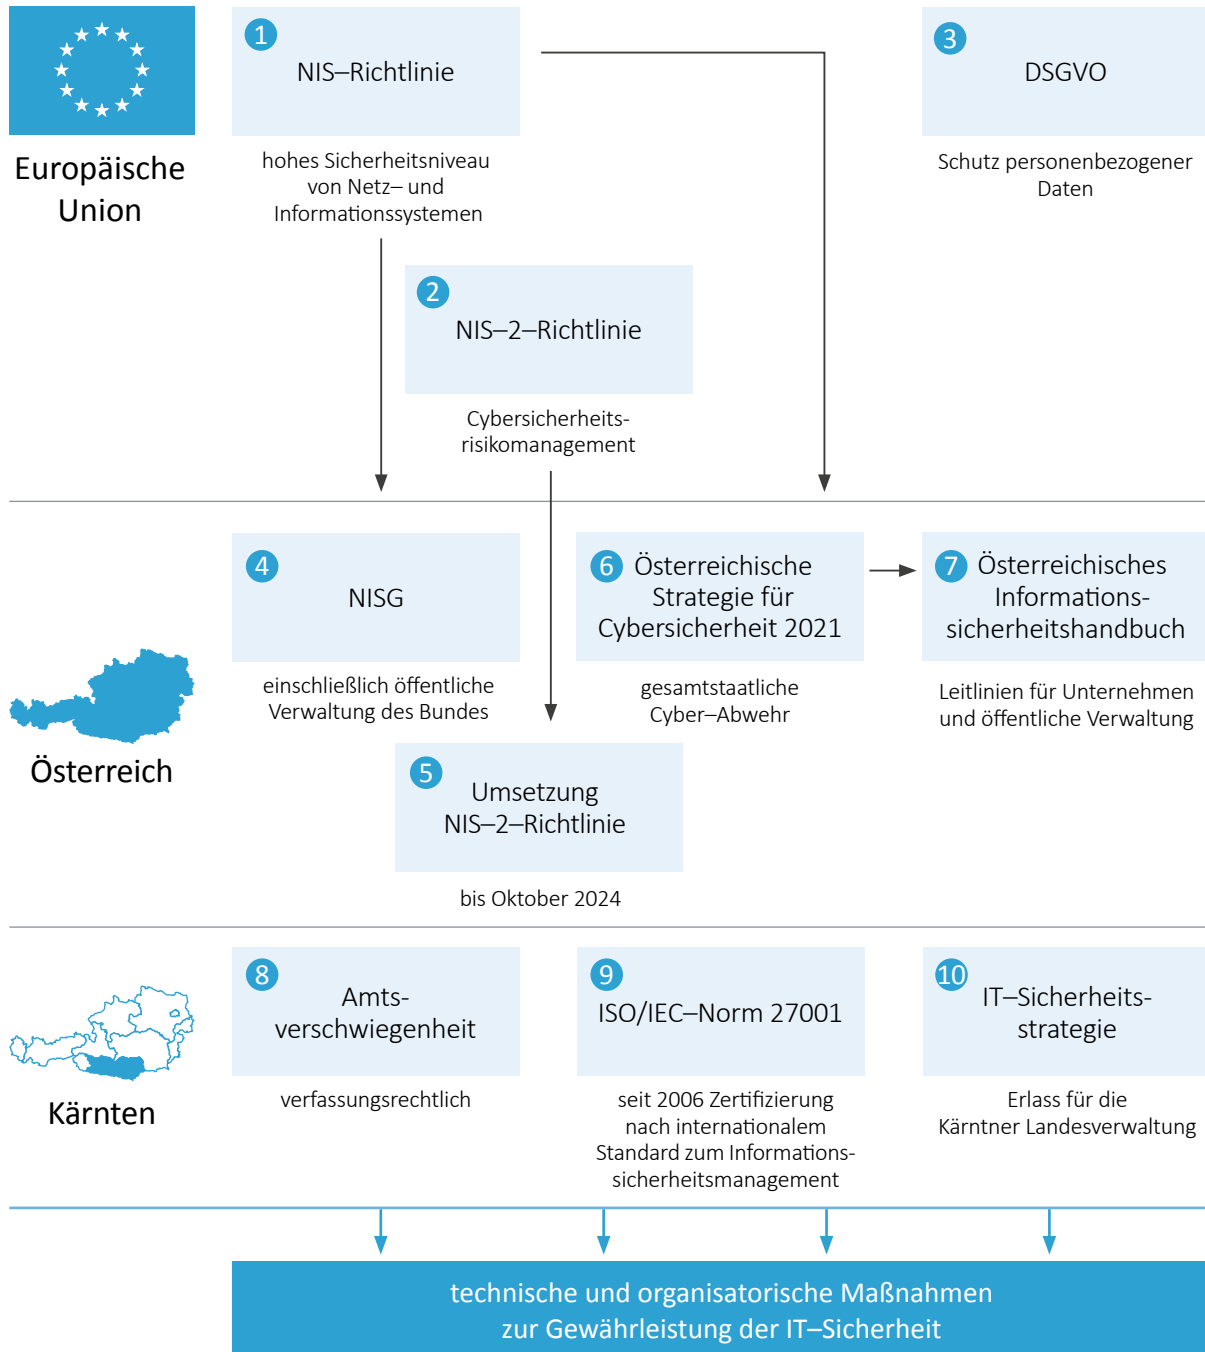 Europäische
Union
1
NIS–Richtlinie
hohes Sicherheitsniveau
von Netz– und
Informationssystemen
3
DSGVO
Schutz personenbezogener
Daten
2
NIS–2–Richtlinie
Cybersicherheits-
risikomanagement
Österreich
4
NISG
einschließlich öffentliche
Verwaltung des Bundes
6
Österreichische
Strategie für
Cybersicherheit 2021
gesamtstaatliche
Cyber–Abwehr
7
Österreichisches
Informations-
sicherheitshandbuch
Leitlinien für Unternehmen
und öffentliche Verwaltung
5
Umsetzung
NIS–2–Richtlinie
bis Oktober 2024
Kärnten
8
Amts-
verschwiegenheit
verfassungsrechtlich
9
ISO/IEC–Norm 27001
seit 2006 Zertifizierung
nach internationalem
Standard zum Informations-
sicherheitsmanagement
10
IT–Sicherheits-
strategie
Erlass für die
Kärntner Landesverwaltung
technische und organisatorische Maßnahmen
zur Gewährleistung der IT–Sicherheit